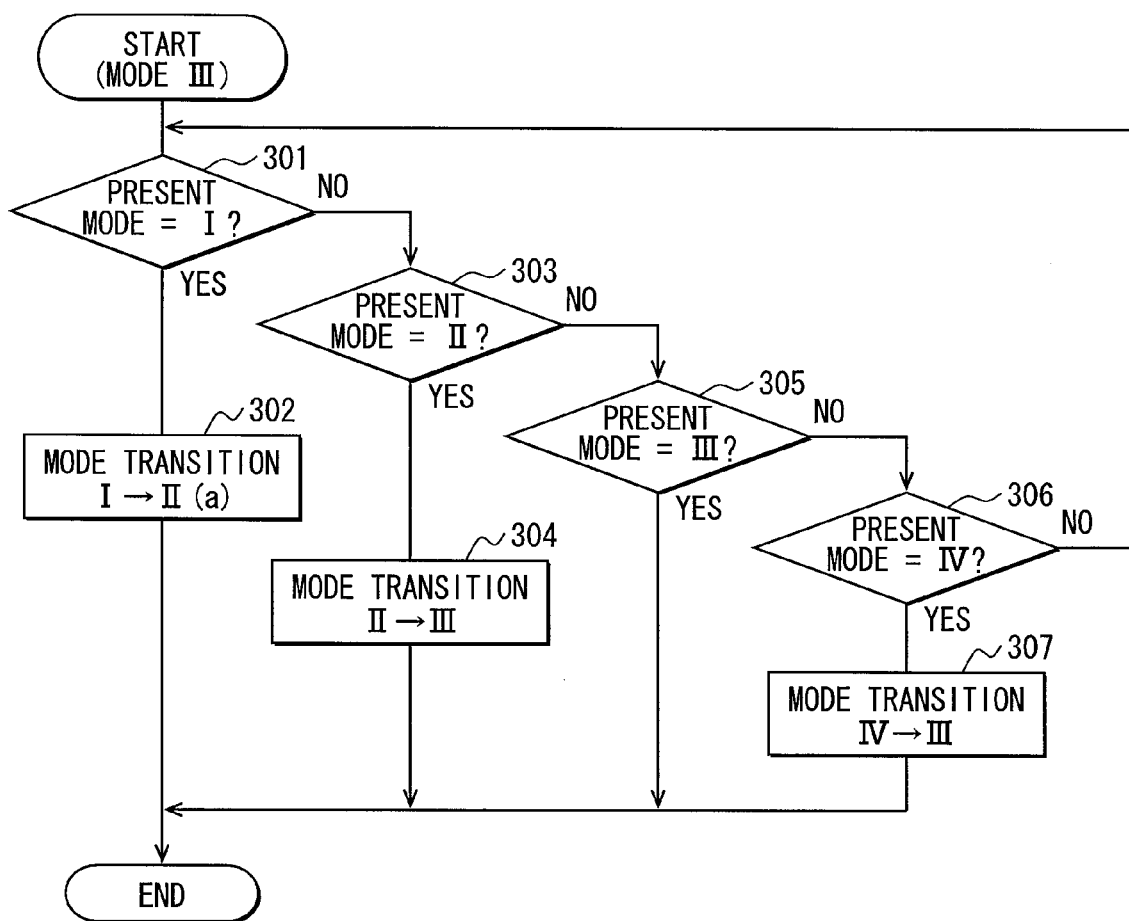 START
(MODE Ⅲ)
301
PRESENT
MODE = Ⅰ?
NO
YES
303
PRESENT
MODE = Ⅱ?
NO
YES
305
PRESENT
MODE = Ⅲ?
NO
YES
302
MODE TRANSITION
Ⅰ→Ⅱ(a)
306
PRESENT
MODE = Ⅳ?
NO
YES
304
MODE TRANSITION
Ⅱ→Ⅲ
307
MODE TRANSITION
Ⅳ→Ⅲ
END